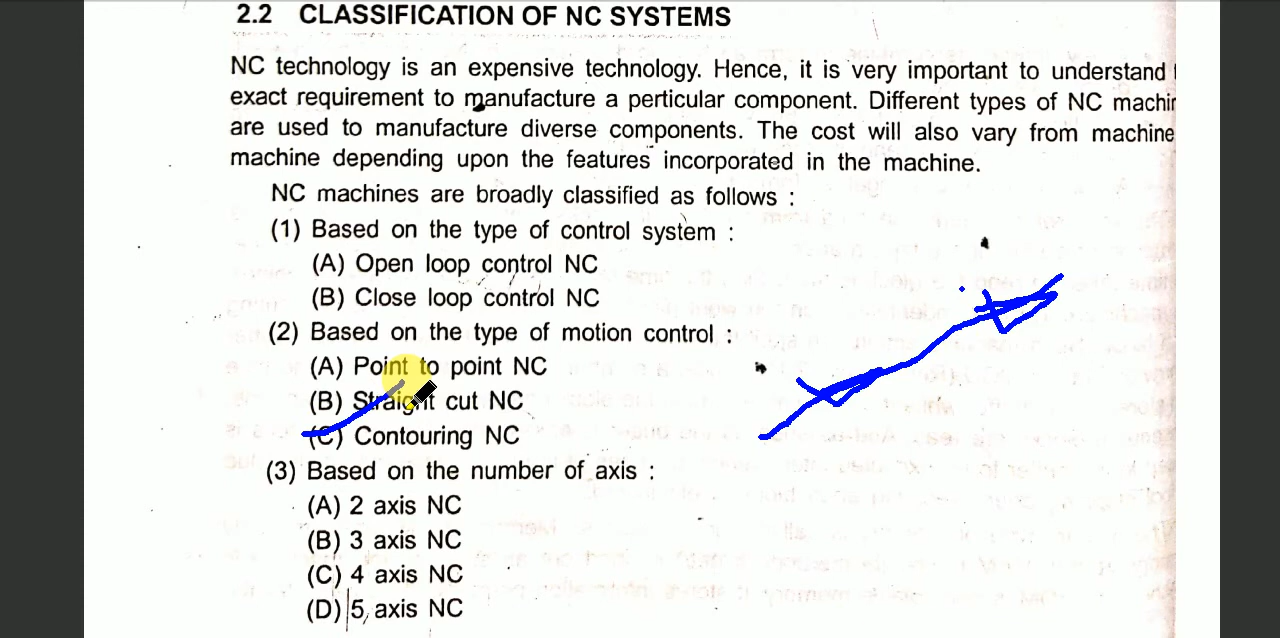 2.2 CLASSIFICATION OF NC SYSTEMS
NC technology is an expensive technology. Hence, it is very important to understand
exact requirement to manufacture a perticular component. Different types of NC machin
are used to manufacture diverse components. The cost will also vary from machine
machine depending upon the features incorporated in the machine.
NC machines are broadly classified as follows :
(1) Based on the type of control system :
(A) Open loop control NC
(B) Close loop control NC
(2) Based on the type of motion control :
(A) Point to point NC
(B) Straight cut NC
(C) Contouring NC
(3) Based on the number of axis :
(A) 2 axis NC
(B) 3 axis NC
(C) 4 axis NC
(D) 5 axis NC